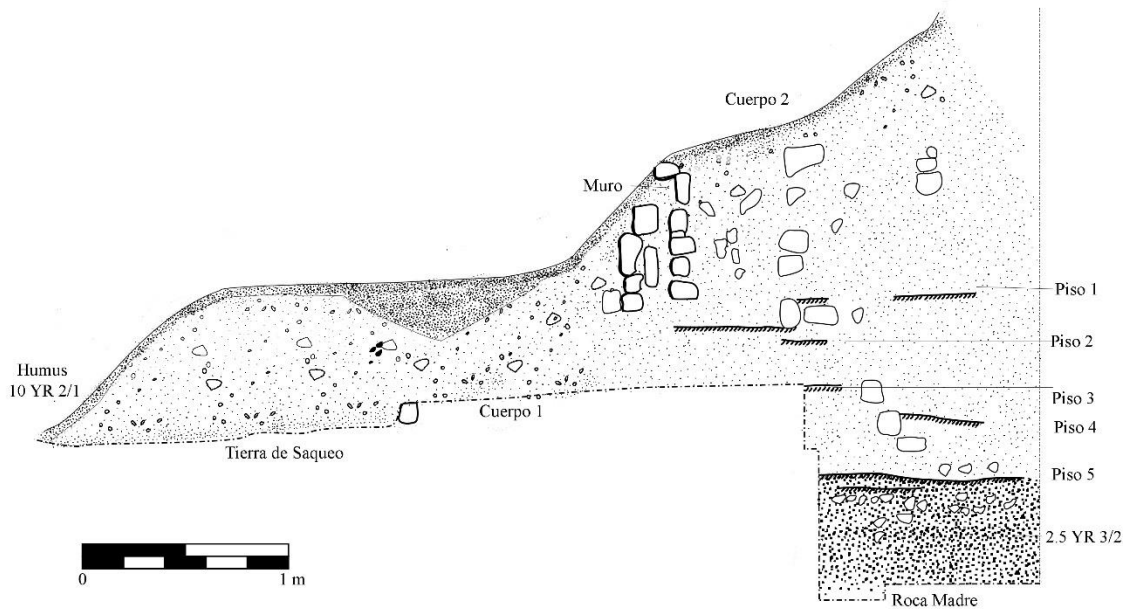 Cuerpo 2
Muro
Piso 1
Piso 2
Humus
10 YR 2/1
Piso 3
Cuerpo 1
Piso 4
Tierra de Saqueo
Piso 5
2.5 YR 3/2
0
1 m
Roca Madre